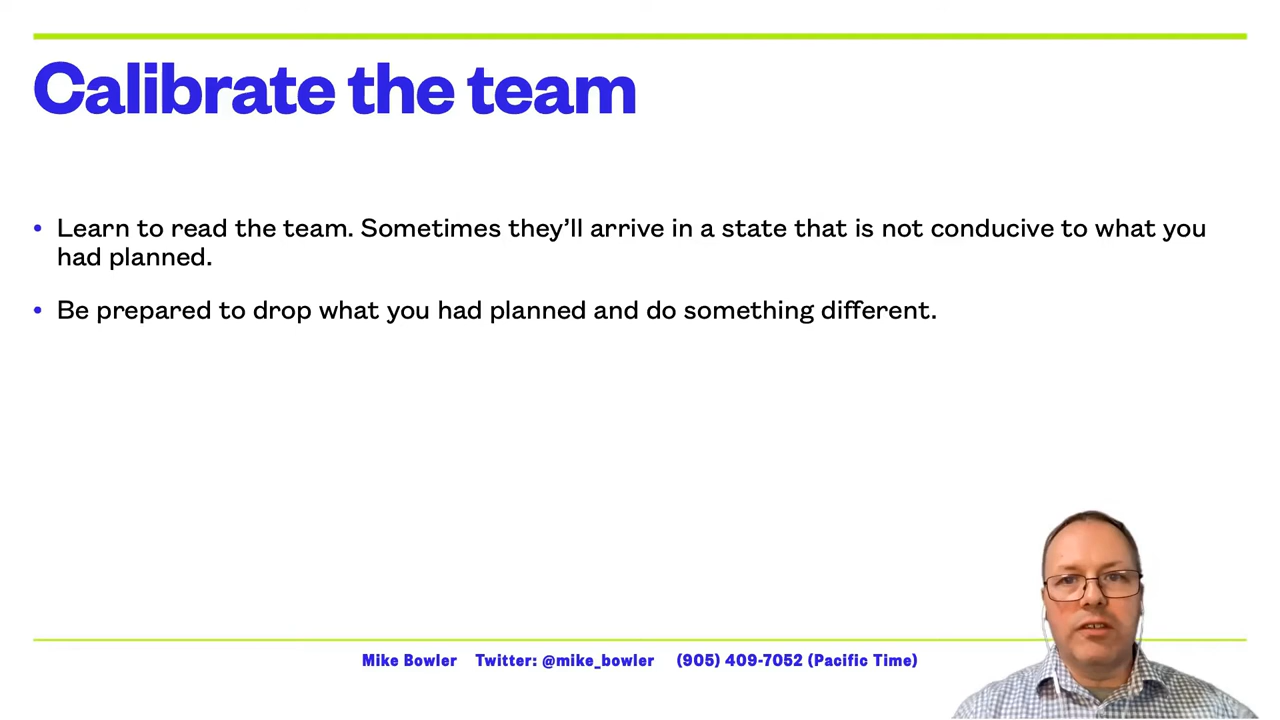 Calibrate the team
• Learn to read the team. Sometimes they’ll arrive in a state that is not conducive to what you
had planned.
• Be prepared to drop what you had planned and do something different.
Mike Bowler Twitter: @mike_bowler (905) 409-7052 (Pacific Time)